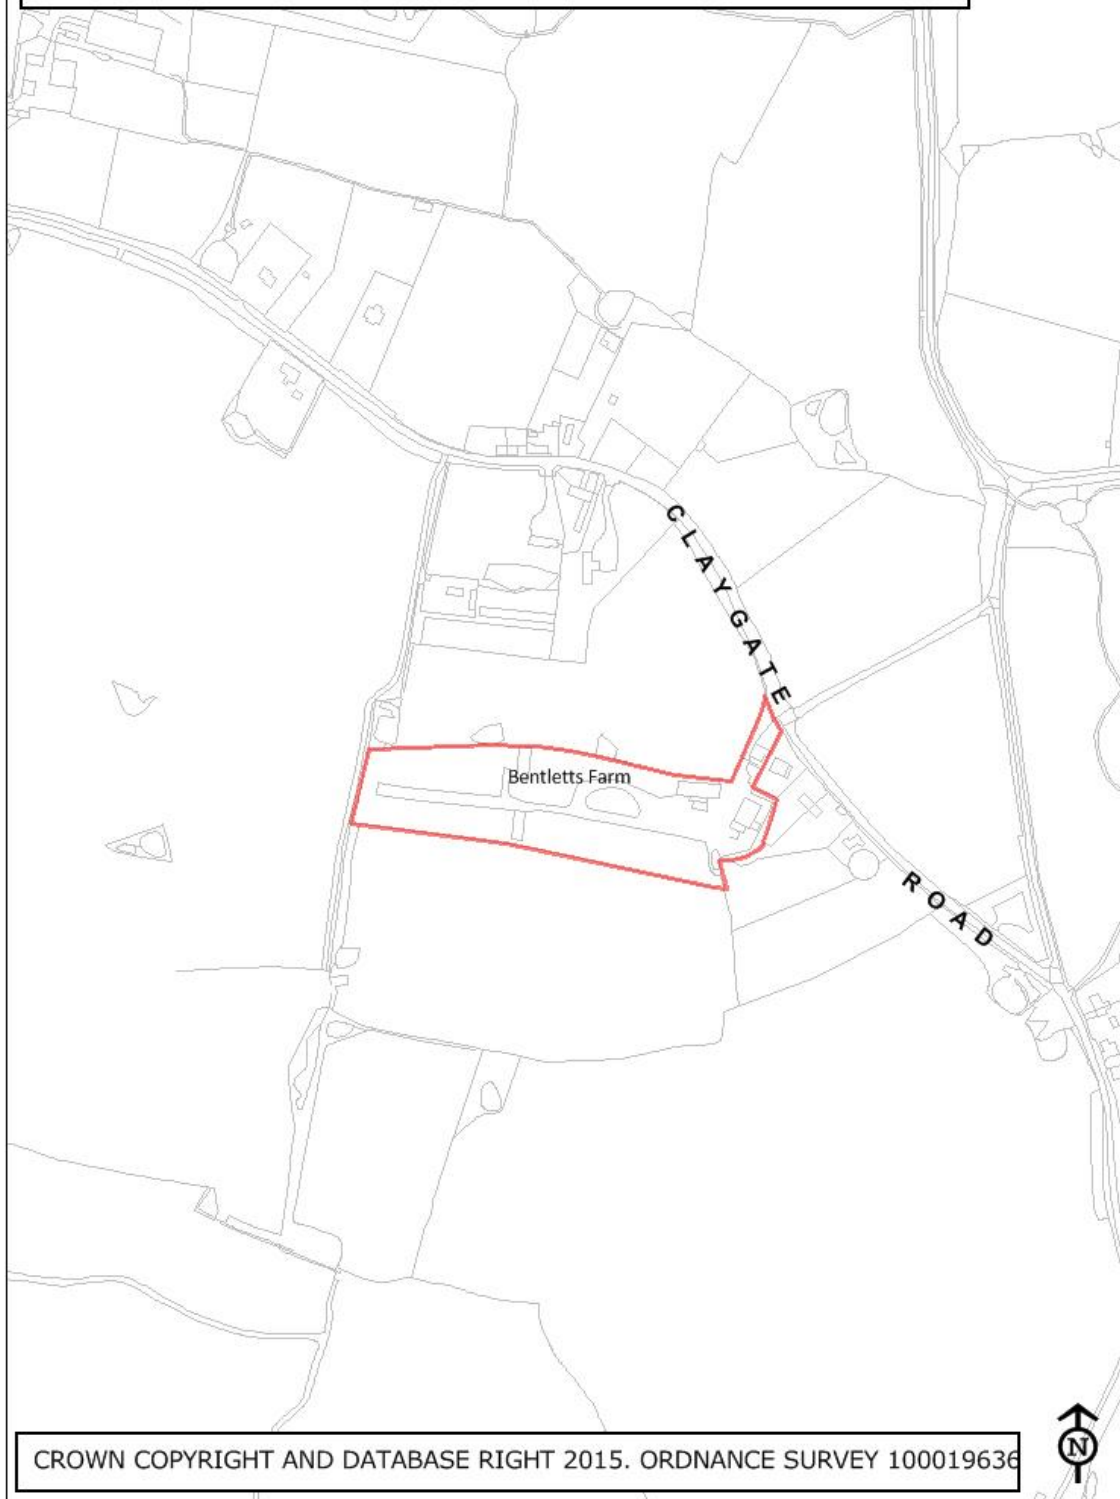 CLAYGATE
Bentletts Farm
ROAD
N
CROWN COPYRIGHT AND DATABASE RIGHT 2015. ORDNANCE SURVEY 100019636